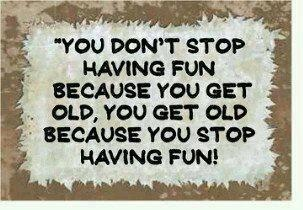 "YOU DON'T STOP
HAVING FUN
BECAUSE YOU GET
OLD, YOU GET OLD
BECAUSE YOU STOP
HAVING FUN!